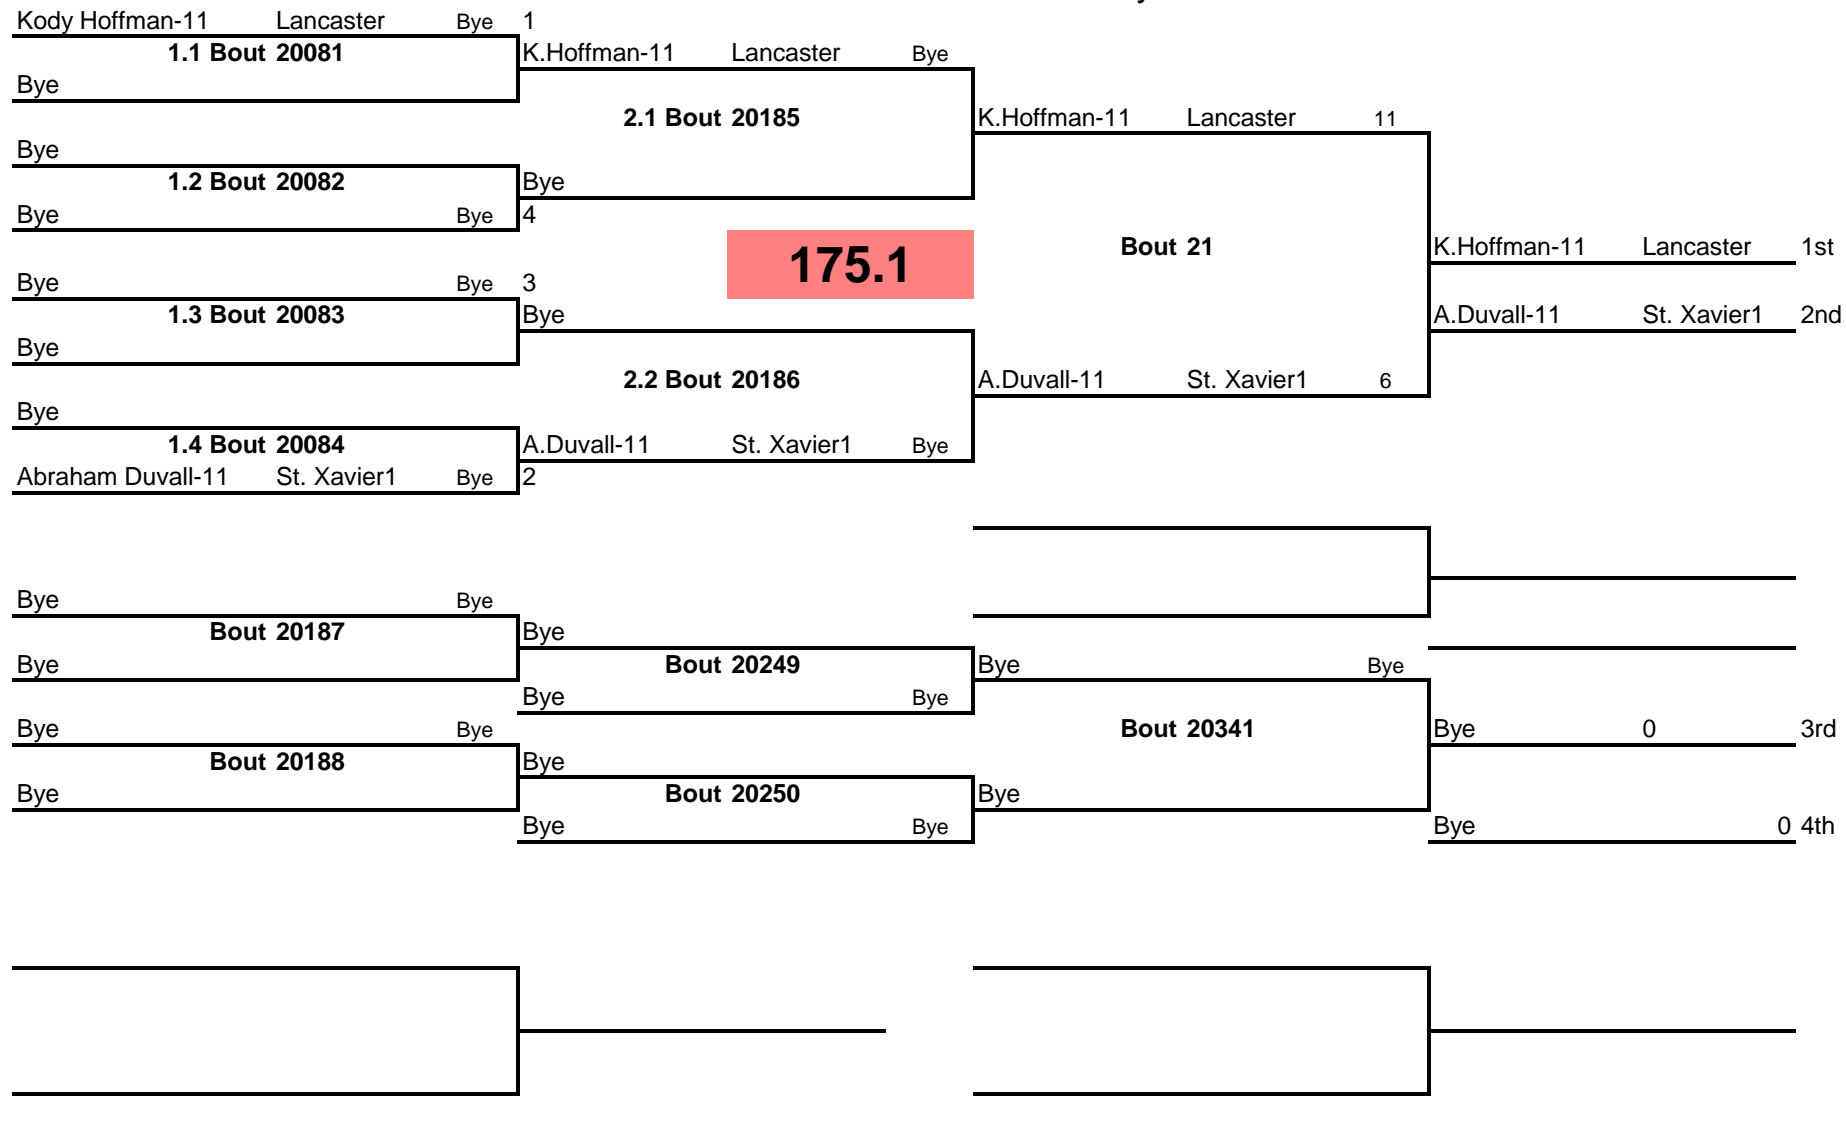 Kody Hoffman-11 Lancaster Bye 1
1.1 Bout 20081 K.Hoffman-11 Lancaster Bye
Bye
2.1 Bout 20185 K.Hoffman-11 Lancaster 11
Bye
1.2 Bout 20082 Bye
Bye Bye 4
175.1 Bout 21 K.Hoffman-11 Lancaster 1st
Bye Bye 3
1.3 Bout 20083 Bye A.Duvall-11 St. Xavier1 2nd
Bye
2.2 Bout 20186 A.Duvall-11 St. Xavier1 6
Bye
1.4 Bout 20084 A.Duvall-11 St. Xavier1 Bye
Abraham Duvall-11 St. Xavier1 Bye 2
Bye Bye
Bout 20187 Bye
Bye Bout 20249 Bye Bye
Bye Bye
Bye Bye Bout 20341 Bye 0 3rd
Bout 20188 Bye
Bye Bout 20250 Bye
Bye Bye Bye 0 4th